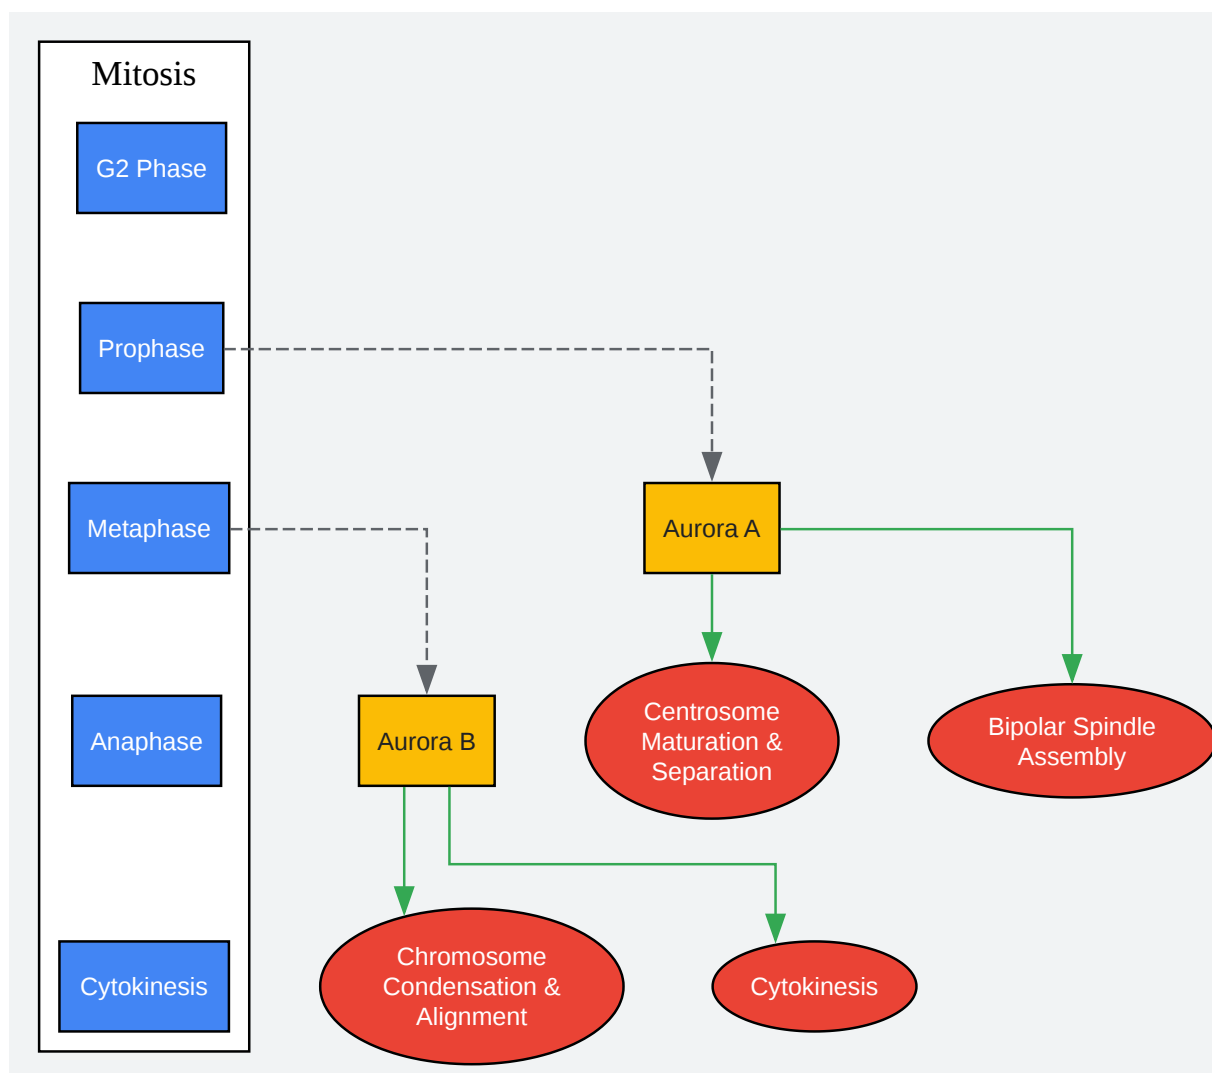 Mitosis
G2 Phase
Prophase
Metaphase
Aurora A
Centrosome
Maturation &
Separation
Bipolar Spindle
Assembly
Anaphase
Aurora B
Cytokinesis
Chromosome
Condensation &
Alignment
Cytokinesis